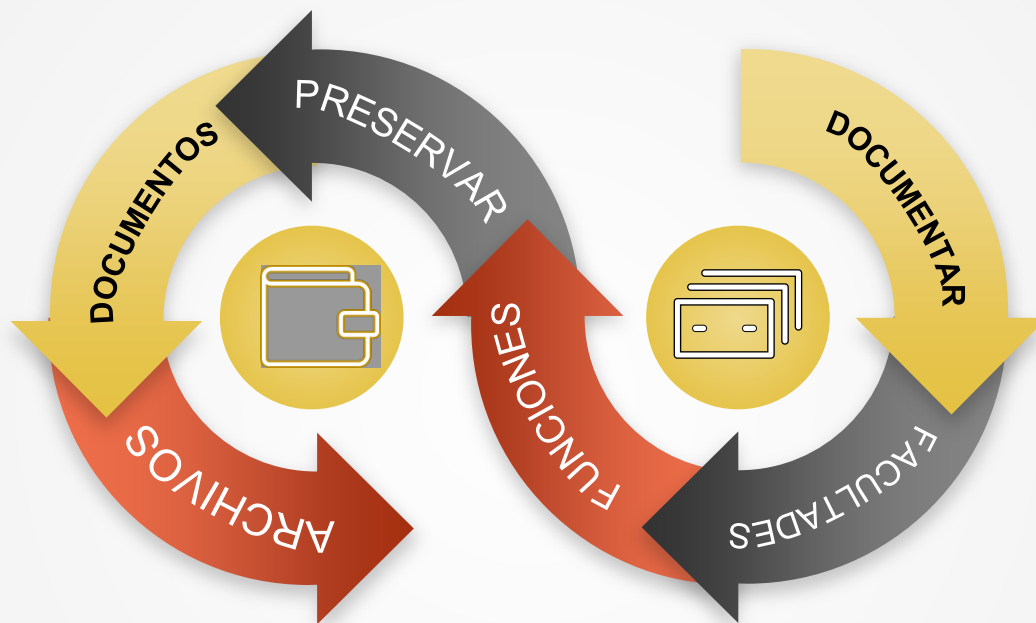 DOCUMENTAR
FACULTADES
FUNCIONES
PRESERVAR
DOCUMENTOS
ARCHIVOS